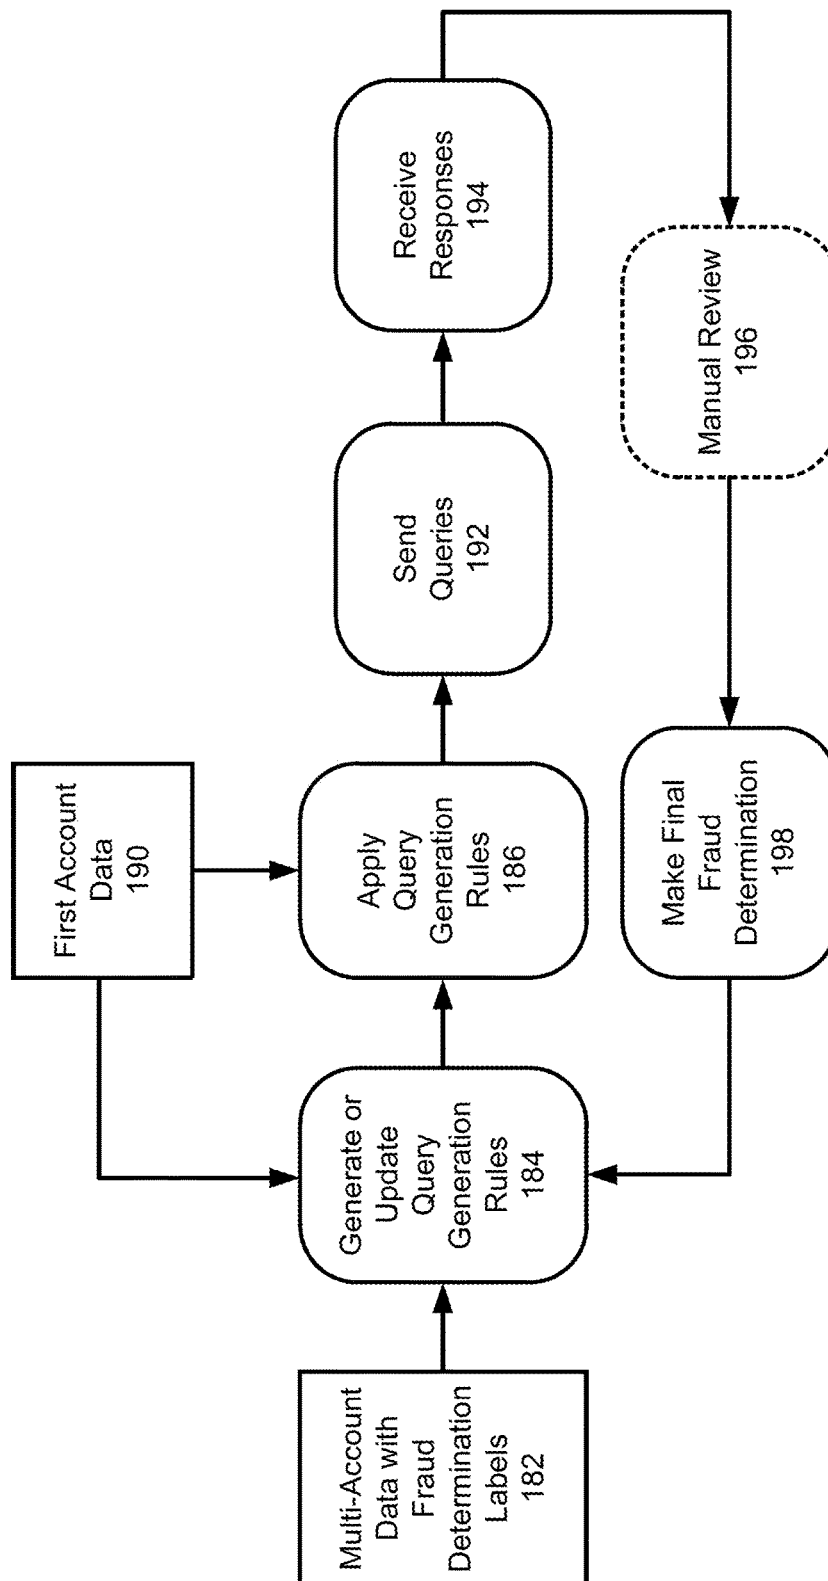 Multi-Account
Data with
Fraud
Determination
Labels
182
Generate or
Update
Query
Generation
Rules
184
First Account
Data
190
Apply
Query
Generation
Rules
186
Send
Queries
192
Receive
Responses
194
Manual Review
196
Make Final
Fraud
Determination
198